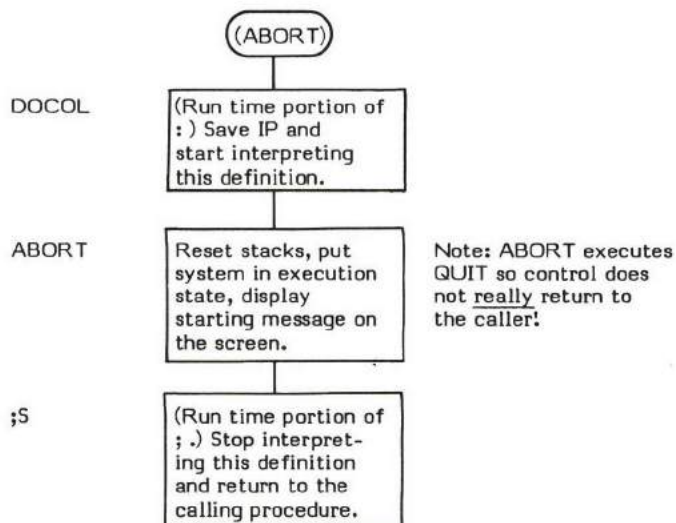 (ABORT)
DOCOL
(Run time portion of
: ) Save IP and
start interpreting
this definition.
ABORT
Reset stacks, put
system in execution
state, display
starting message on
the screen.
Note: ABORT executes
QUIT so control does
not really return to
the caller!
;S
(Run time portion of
; .) Stop interpret-
ing this definition
and return to the
calling procedure.